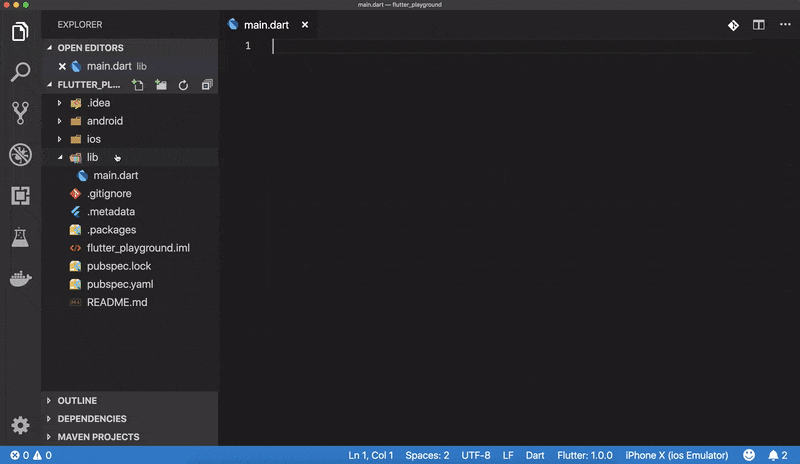 main.dart — flutter_playground
EXPLORER
main.dart
OPEN EDITORS
main.dart lib
FLUTTER_PL...
.idea
android
ios
lib
main.dart
.gitignore
.metadata
.packages
flutter_playground.iml
pubspec.lock
pubspec.yaml
README.md
OUTLINE
DEPENDENCIES
MAVEN PROJECTS
1
0 0 Ln 1, Col 1 Spaces: 2 UTF-8 LF Dart Flutter: 1.0.0 iPhone X (ios Emulator) 2